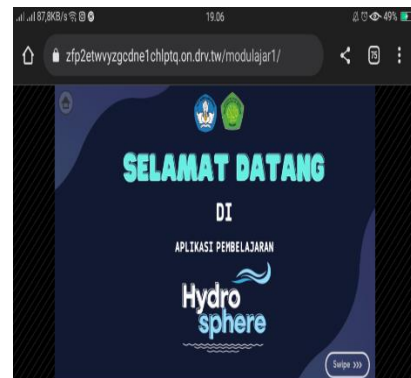 87,8KB/s 19.06 49%
zfp2etwvyzgcdne1chlptq.on.drv.tw/modulajar1/ 75
SELAMAT DATANG
DI
APLIKASI PEMBELAJARAN
Hydro
sphere
Swipe >>>